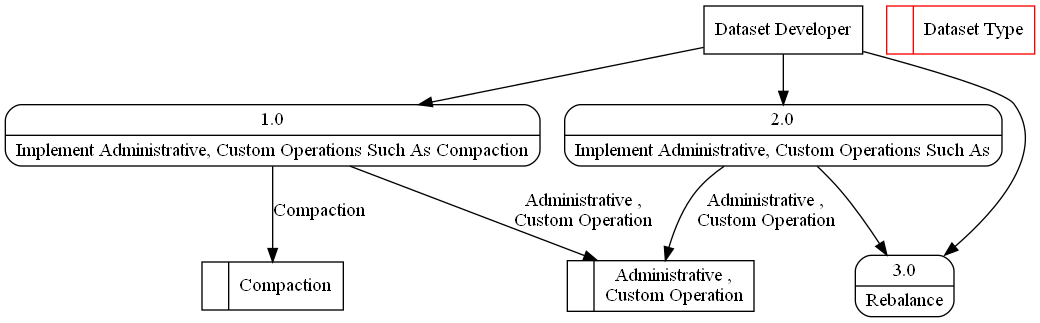 Dataset Developer
Dataset Type
1.0
Implement Administrative, Custom Operations Such As Compaction
2.0
Implement Administrative, Custom Operations Such As
Compaction
Administrative ,
Custom Operation
Administrative ,
Custom Operation
Compaction
Administrative ,
Custom Operation
3.0
Rebalance